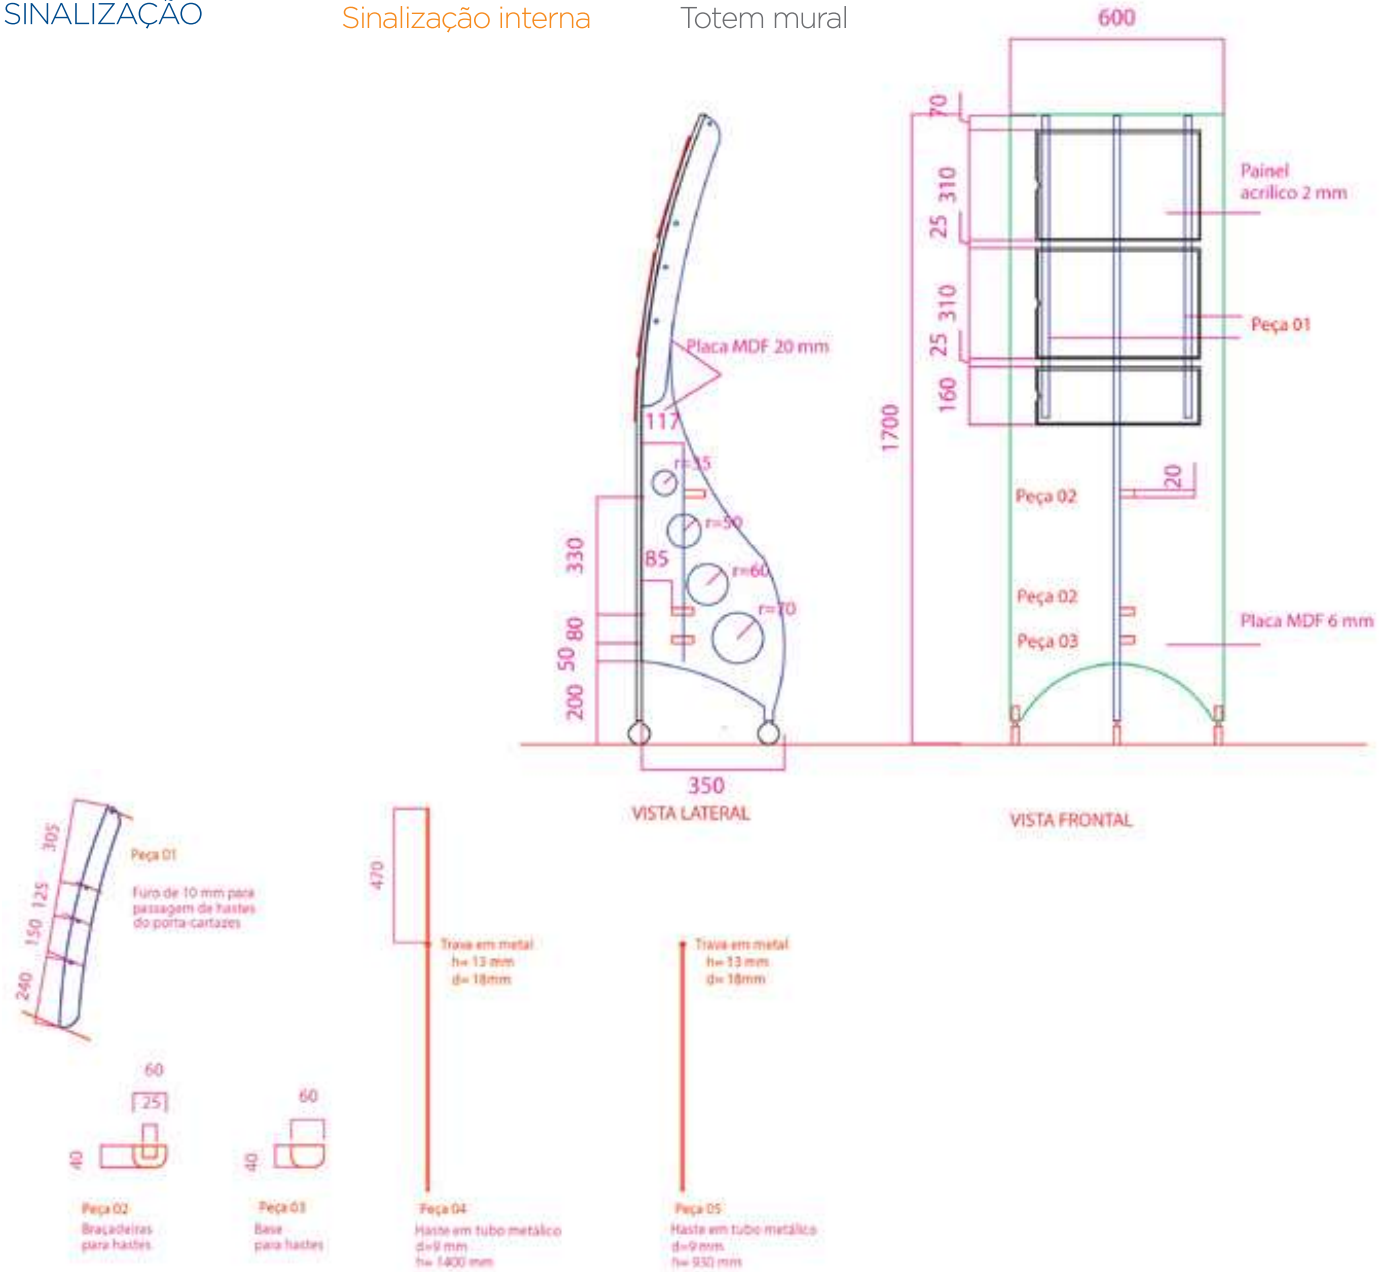 SINALIZAÇÃO
Sinalização interna
Totem mural
600
70
310
25
310
25
160
1700
Painel
acrilico 2 mm
Peça 01
Placa MDF 20 mm
117
r=35
r=50
85
r=60
r=70
330
80
50
200
350
VISTA LATERAL
Peça 02
20
Peça 02
Peça 03
Placa MDF 6 mm
VISTA FRONTAL
305
125
150
240
Peça 01
Furo de 10 mm para
passagem de hastes
do porta-cartazes
470
Trava em metal
h= 13 mm
d= 18mm
Trava em metal
h= 13 mm
d= 18mm
60
25
40
Peça 02
Braçadeiras
para hastes
60
40
Peça 03
Base
para hastes
Peça 04
Haste em tubo metálico
d=9 mm
h= 1400 mm
Peça 05
Haste em tubo metálico
d=9 mm
h= 930 mm